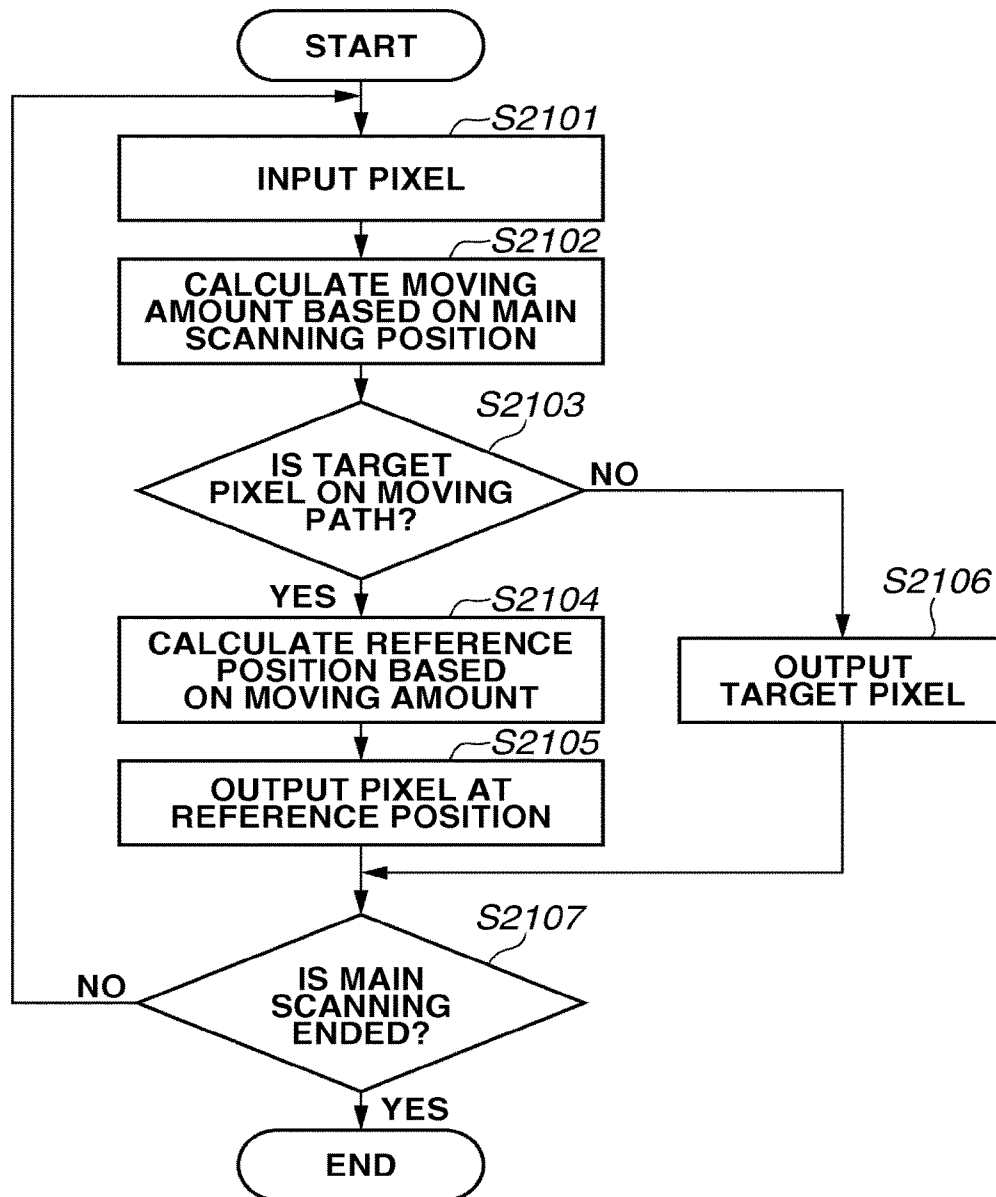 START
S2101
INPUT PIXEL
S2102
CALCULATE MOVING
AMOUNT BASED ON MAIN
SCANNING POSITION
S2103
IS TARGET
PIXEL ON MOVING
PATH?
NO
YES
S2104
CALCULATE REFERENCE
POSITION BASED
ON MOVING AMOUNT
S2106
OUTPUT
TARGET PIXEL
S2105
OUTPUT PIXEL AT
REFERENCE POSITION
S2107
IS MAIN
SCANNING
ENDED?
NO
YES
END